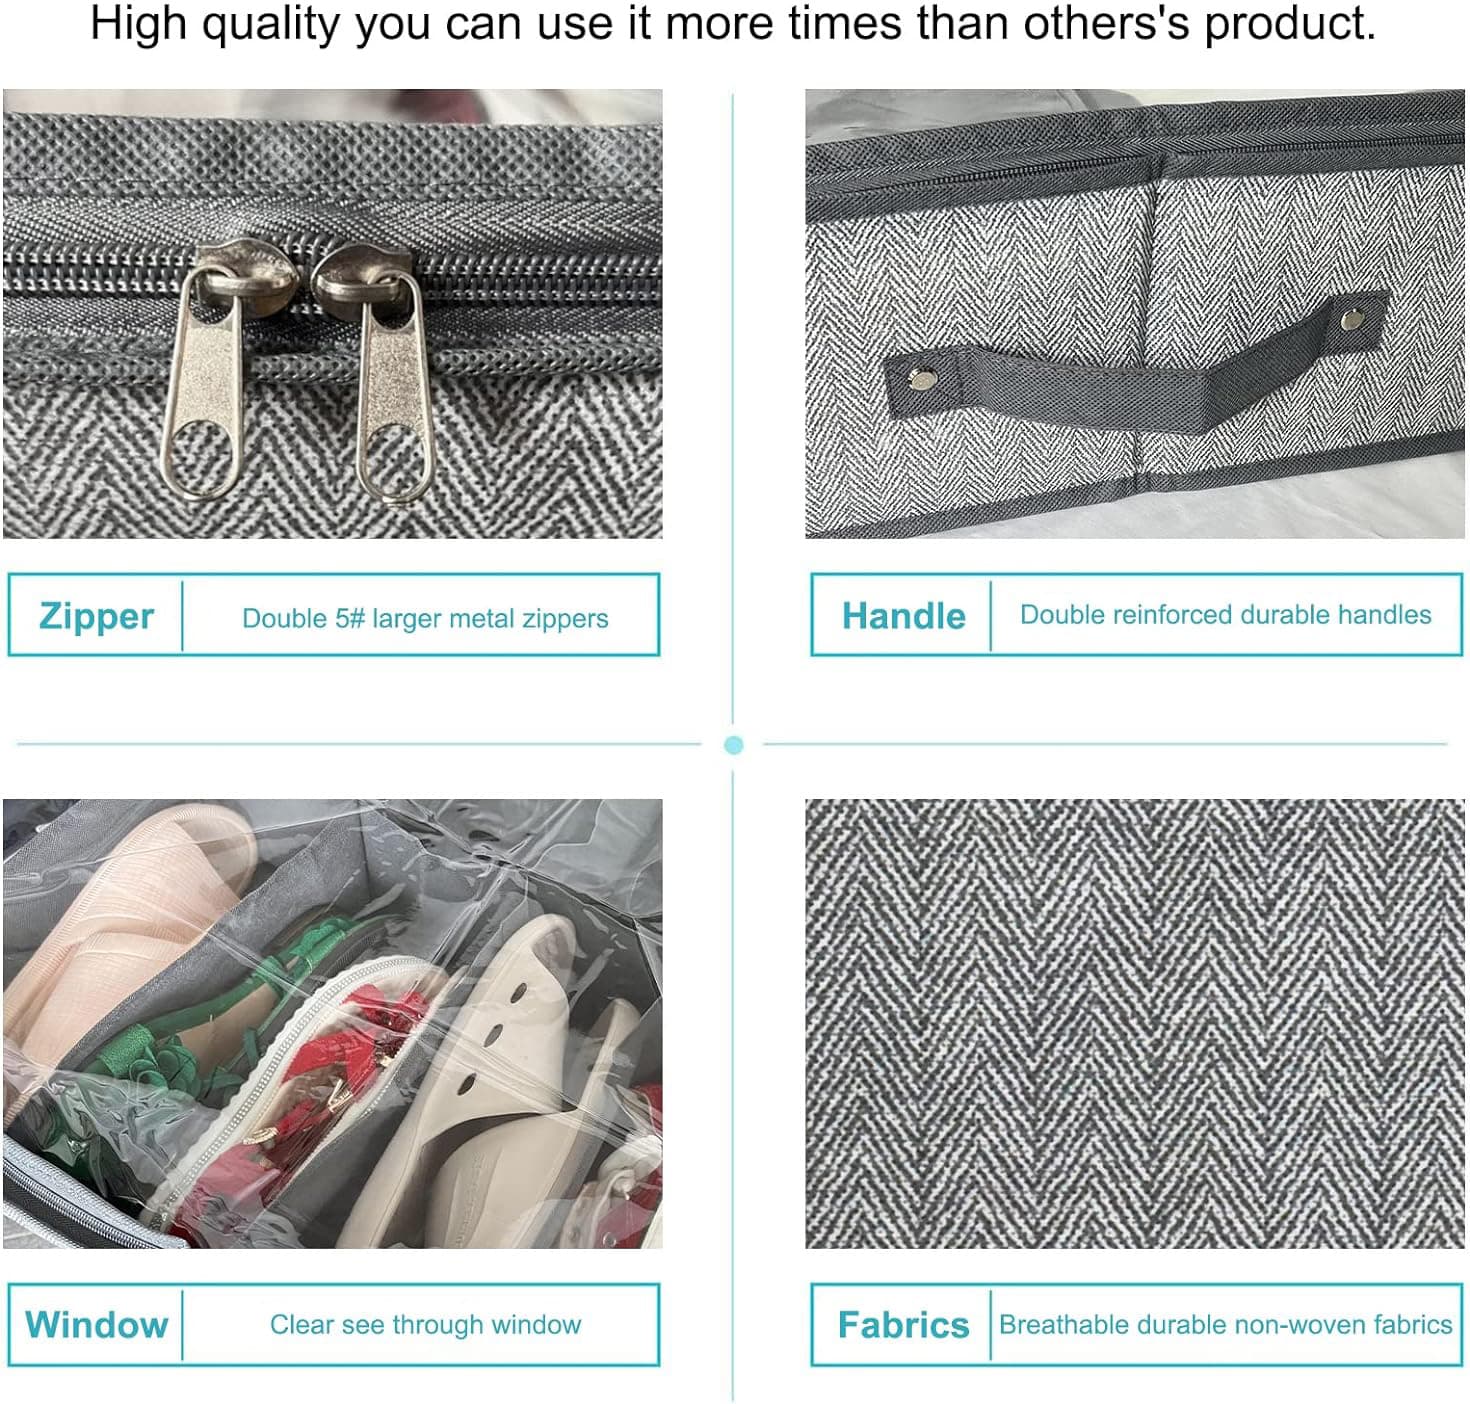 High quality you can use it more times than others's product.
Zipper
Double 5# larger metal zippers
Handle
Double reinforced durable handles
Window
Clear see through window
Fabrics
Breathable durable non-woven fabrics